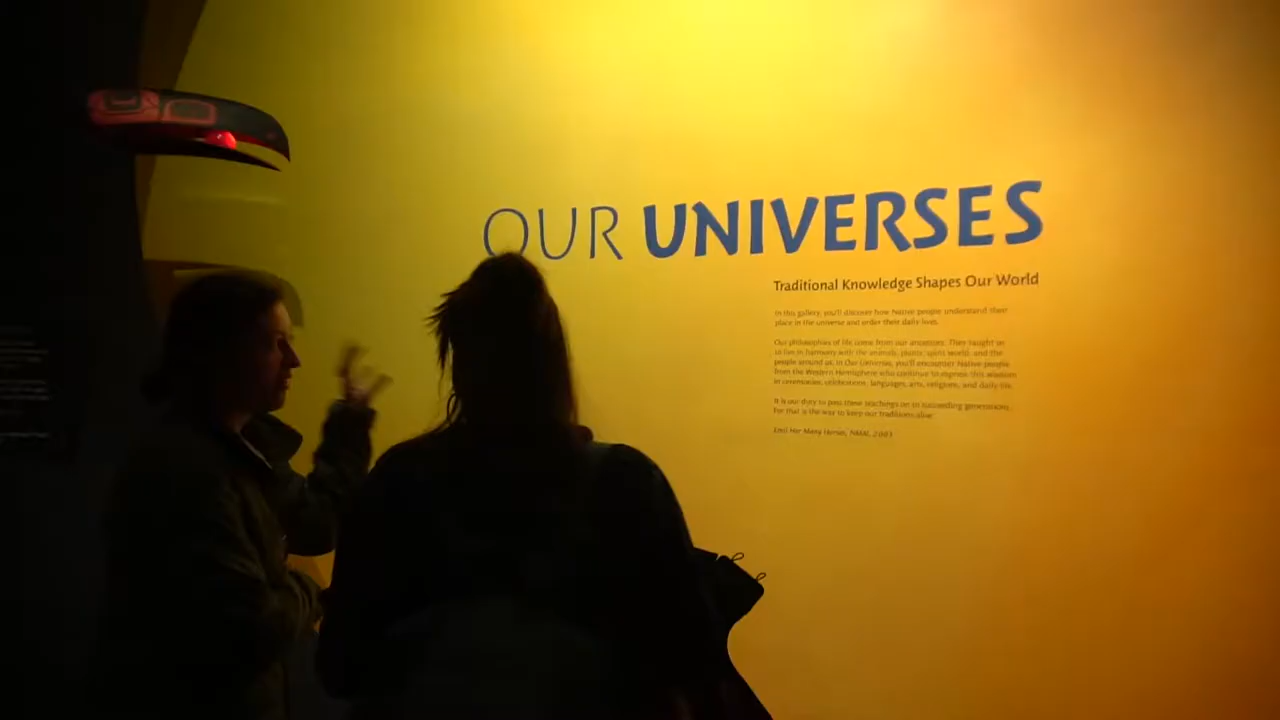 OUR UNIVERSES
Traditional Knowledge Shapes Our World
In this gallery, you'll discover how Native people understand their
place in the universe and order their daily lives.
Our philosophies of life come from our ancestors. They taught us
to live in harmony with the animals, plants, spirit world, and the
people around us. In Our Universes, you'll encounter Native people
from the Western Hemisphere who continue to express this wisdom
in ceremonies, celebrations, languages, arts, religions, and daily life.
It is our duty to pass these teachings on to succeeding generations.
For that is the way to keep our traditions alive.
Emil Her Many Horses, NMAI, 2003